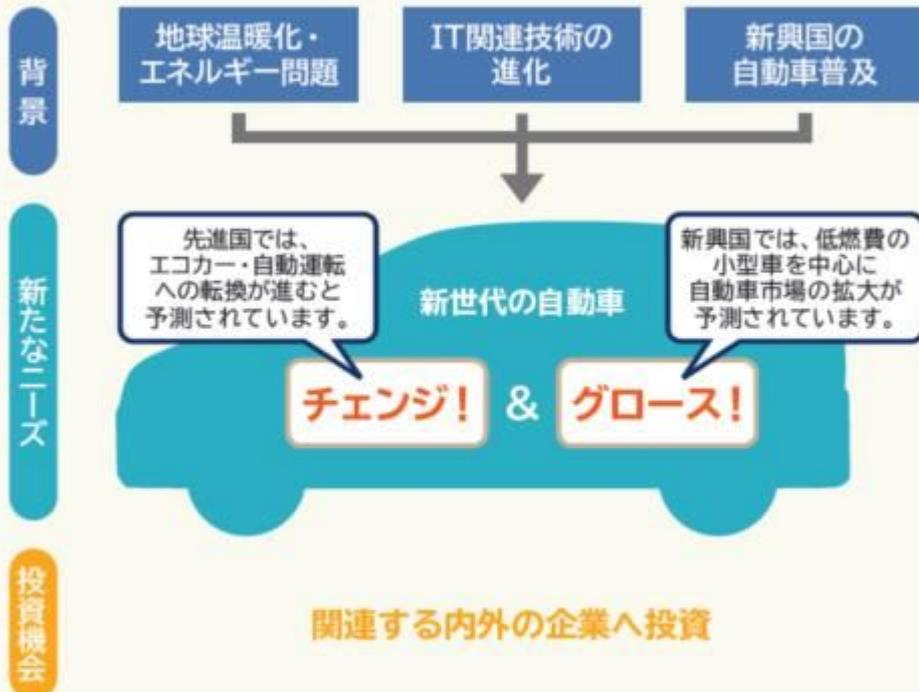 背景
地球温暖化・
エネルギー問題
IT関連技術の
進化
新興国の
自動車普及
新たなニーズ
先進国では、
エコカー・自動運転
への転換が進むと
予測されています。
新世代の自動車
新興国では、低燃費の
小型車を中心に
自動車市場の拡大が
予測されています。
チェンジ！ & グロース！
投資機会
関連する内外の企業へ投資